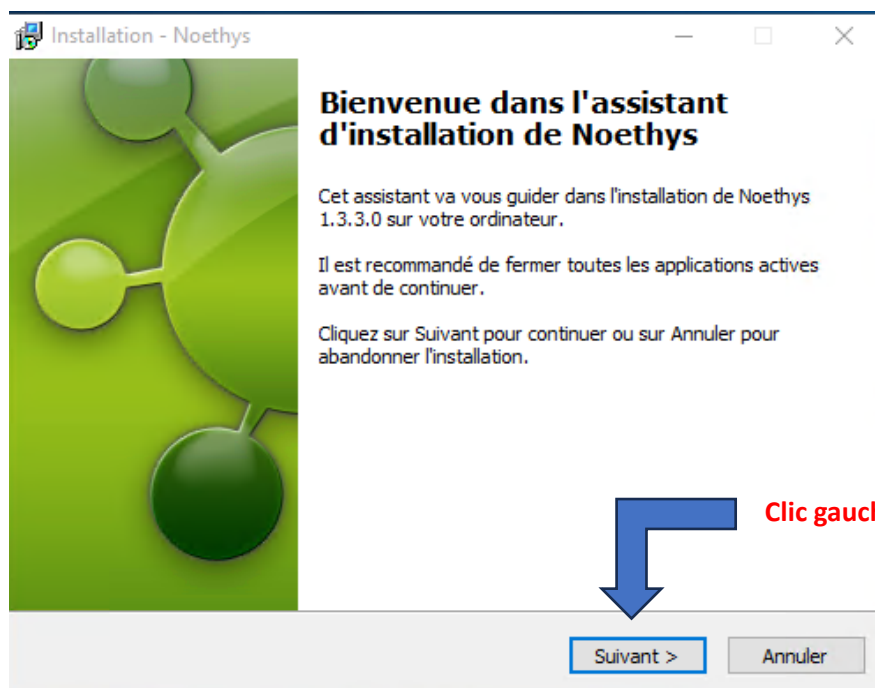 Installation - Noethys
Bienvenue dans l'assistant
d'installation de Noethys
Cet assistant va vous guider dans l'installation de Noethys
1.3.3.0 sur votre ordinateur.
Il est recommandé de fermer toutes les applications actives
avant de continuer.
Cliquez sur Suivant pour continuer ou sur Annuler pour
abandonner l'installation.
Clic
Suivant >
Annuler